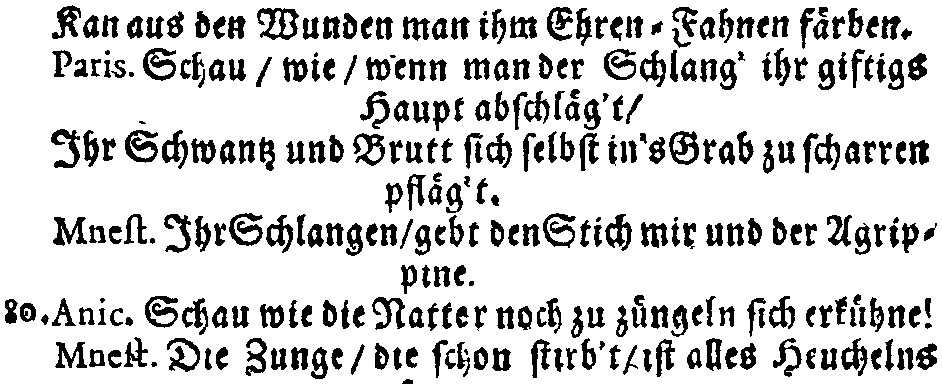 Kan aus den Wunden man ihm Ehren-Fahnen färben.
Paris. Schau / wie / wenn man der Schlang' ihr giftigs
Haupt abschläg't /
Ihr Schwantz und Brutt sich selbst in's Grab zu scharren
pfläg't.
Mnest. Ihr Schlangen / gebt den Stich mir und der Agrip-
pine.
80. Anic. Schau wie die Natter noch zu züngeln sich erkühne!
Mnest. Die Zunge / die schon stirb't / ist alles Heuchelns